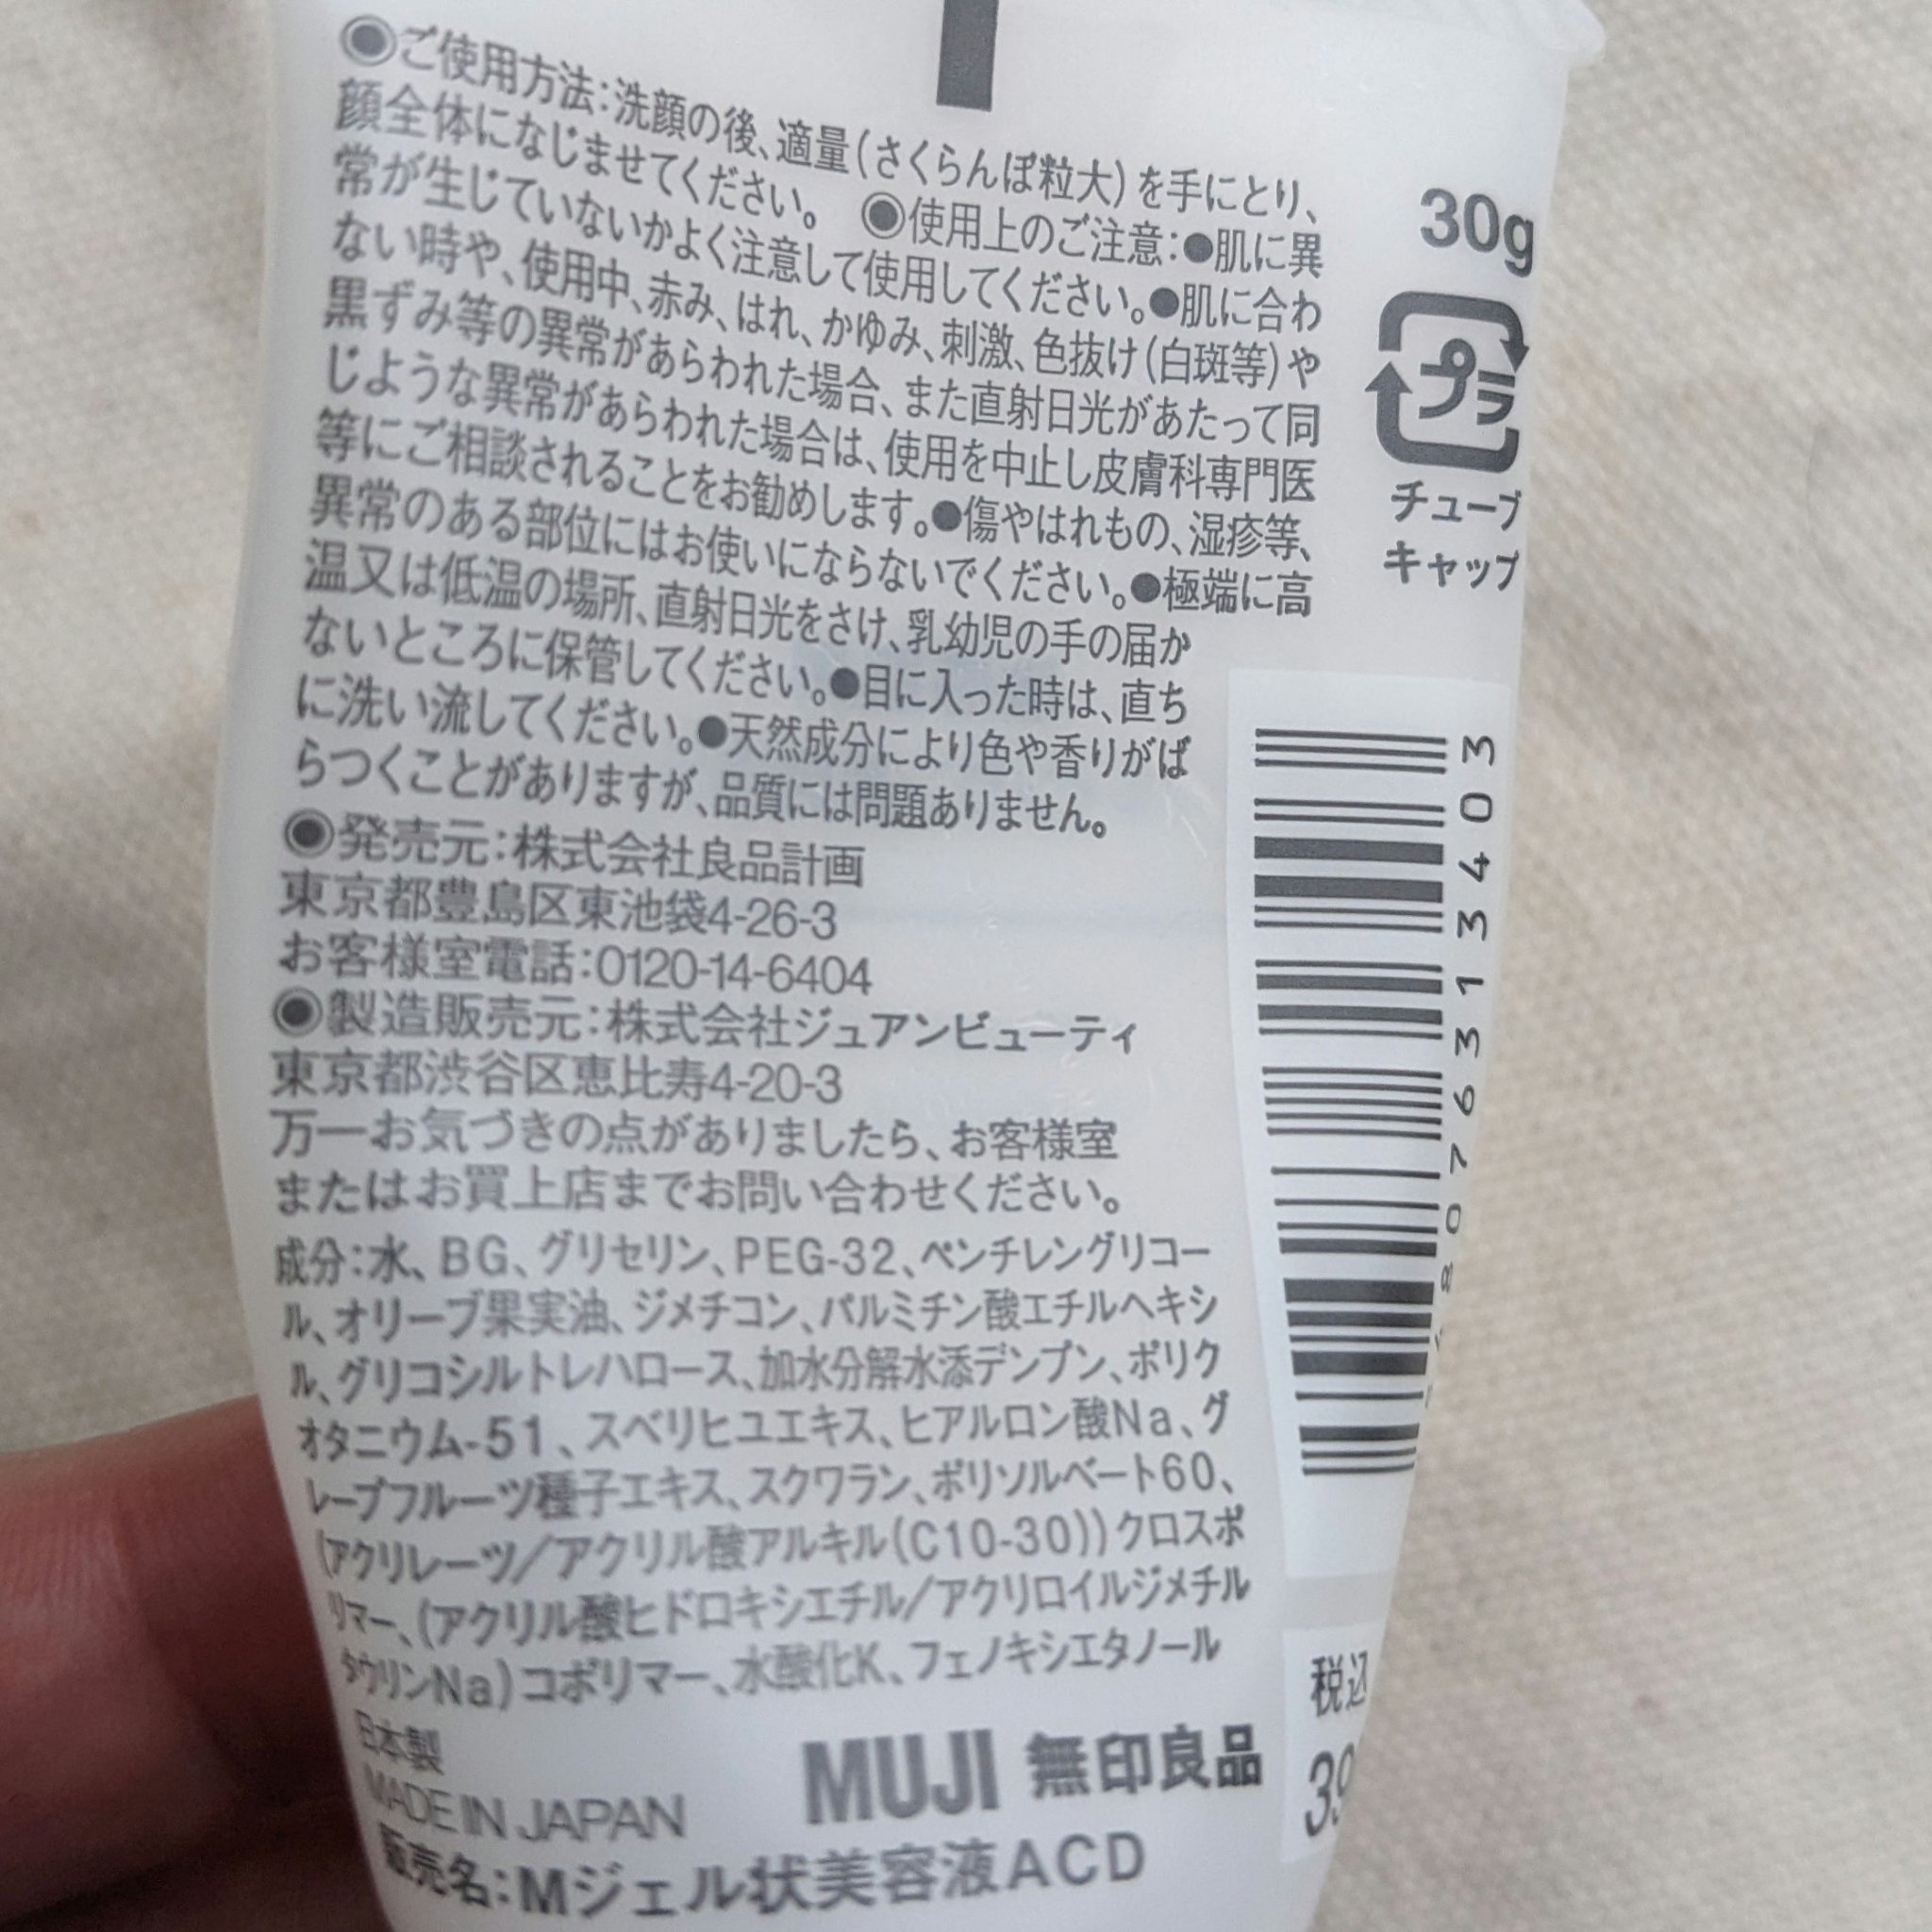 ◉ご使用方法：洗顔の後、適量（さくらんぼ粒大）を手にとり、
顔全体になじませてください。 ◉使用上のご注意：●肌に異
常が生じていないかよく注意して使用してください。●肌に合わ
ない時や、使用中、赤み、はれ、かゆみ、刺激、色抜け（白斑等）や
黒ずみ等の異常があらわれた場合、また直射日光があたって同
じような異常があらわれた場合は、使用を中止し皮膚科専門医
等にご相談されることをお勧めします。●傷やはれもの、湿疹等、
異常のある部位にはお使いにならないでください。●極端に高
温又は低温の場所、直射日光をさけ、乳幼児の手の届か
ないところに保管してください。●目に入った時は、直ち
に洗い流してください。●天然成分により色や香りがば
らつくことがありますが、品質には問題ありません。
◉発売元：株式会社良品計画
東京都豊島区東池袋4-26-3
お客様室電話：0120-14-6404
◉製造販売元：株式会社ジュアンビューティ
東京都渋谷区恵比寿4-20-3
万一お気づきの点がありましたら、お客様室
またはお買上店までお問い合わせください。
成分：水、BG、グリセリン、PEG-32、ペンチレングリコー
ル、オリーブ果実油、ジメチコン、パルミチン酸エチルヘキシ
ル、グリコシルトレハロース、加水分解水添デンプン、ポリク
オタニウム-51、スベリヒユエキス、ヒアルロン酸Na、グ
レープフルーツ種子エキス、スクワラン、ポリソルベート60、
（アクリレーツ/アクリル酸アルキル（C10-30））クロスポ
リマー、（アクリル酸ヒドロキシエチル/アクリロイルジメチル
タウリンNa）コポリマー、水酸化K、フェノキシエタノール
日本製
MADE IN JAPAN
MUJI 無印良品
販売名：Mジェル状美容液ACD
30g
プラ
チューブ
キャップ
8076313403
税込
39